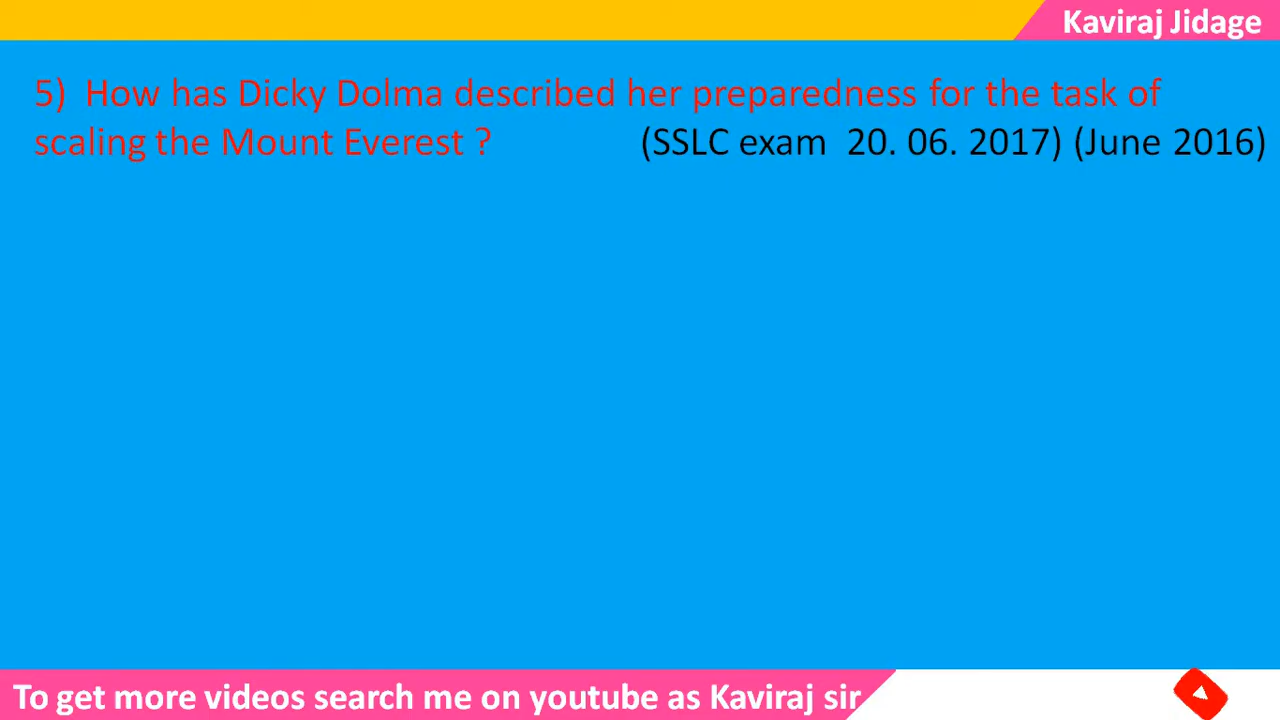 Kaviraj Jidage
5) How has Dicky Dolma described her preparedness for the task of
scaling the Mount Everest ? (SSLC exam 20. 06. 2017) (June 2016)
To get more videos search me on youtube as Kaviraj sir